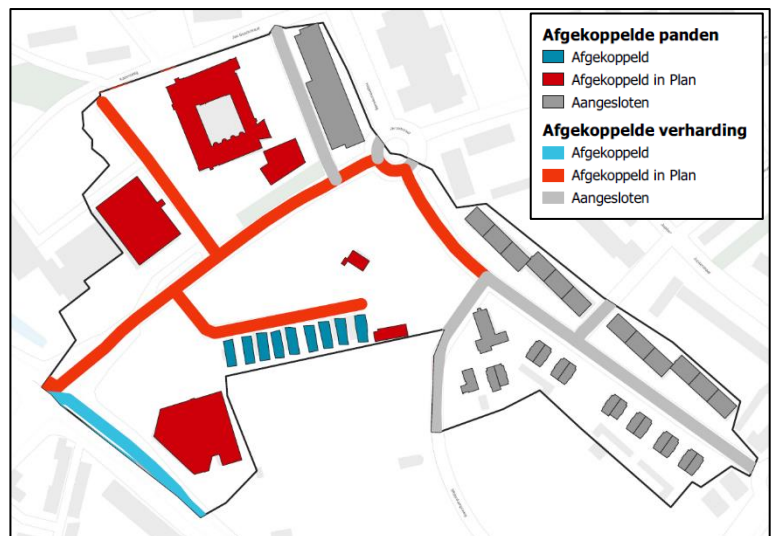 Afgekoppelde panden
Afgekoppeld
Afgekoppeld in Plan
Aangesloten
Afgekoppelde verharding
Afgekoppeld
Afgekoppeld in Plan
Aangesloten